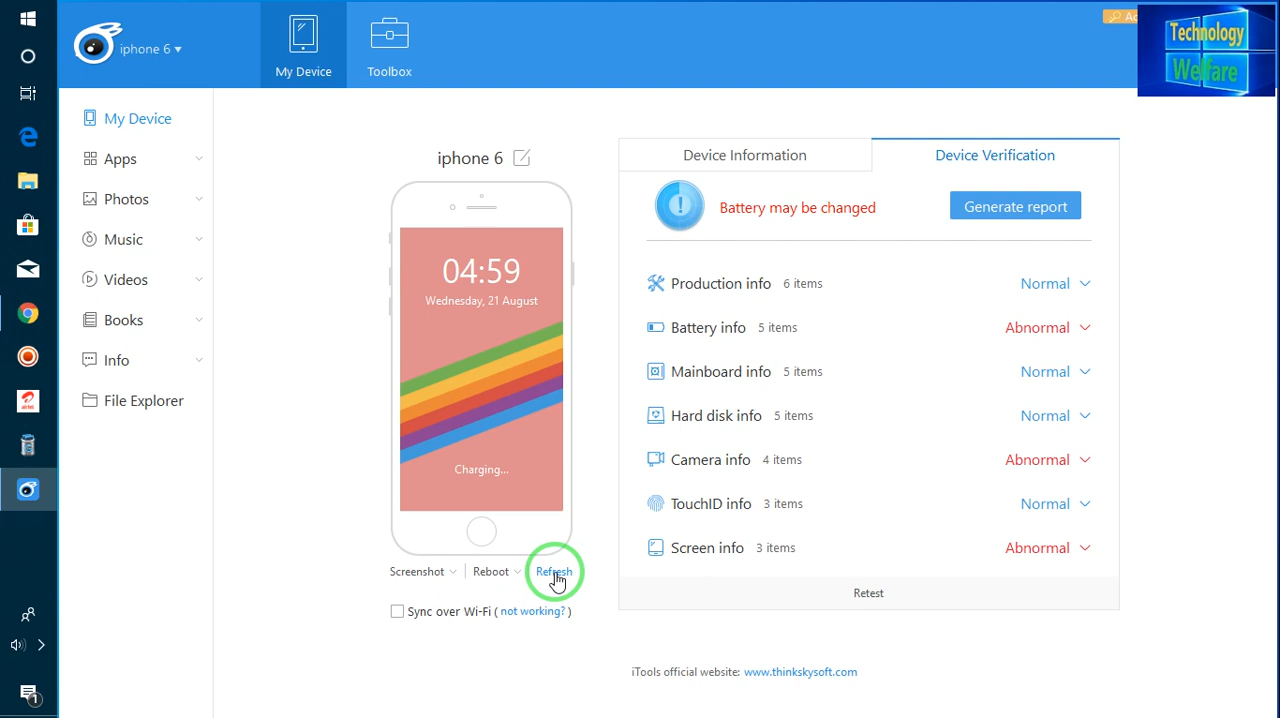 iphone 6
My Device
Toolbox
Technology
Welfare
My Device
Apps
Photos
Music
Videos
Books
Info
File Explorer
iphone 6
04:59
Wednesday, 21 August
Charging...
Screenshot
Reboot
Refresh
Sync over Wi-Fi ( not working? )
Device Information
Device Verification
Battery may be changed
Generate report
Production info 6 items Normal
Battery info 5 items Abnormal
Mainboard info 5 items Normal
Hard disk info 5 items Normal
Camera info 4 items Abnormal
TouchID info 3 items Normal
Screen info 3 items Abnormal
Retest
iTools official website: www.thinkskysoft.com
airtel
1